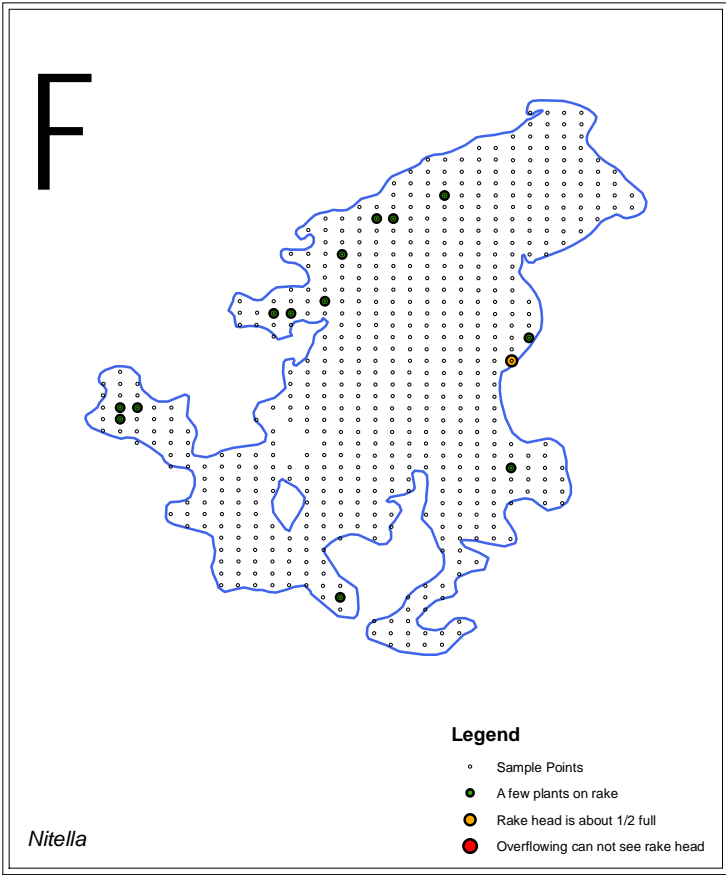 F
Legend
Sample Points
A few plants on rake
Rake head is about 1/2 full
Overflowing can not see rake head
Nitella